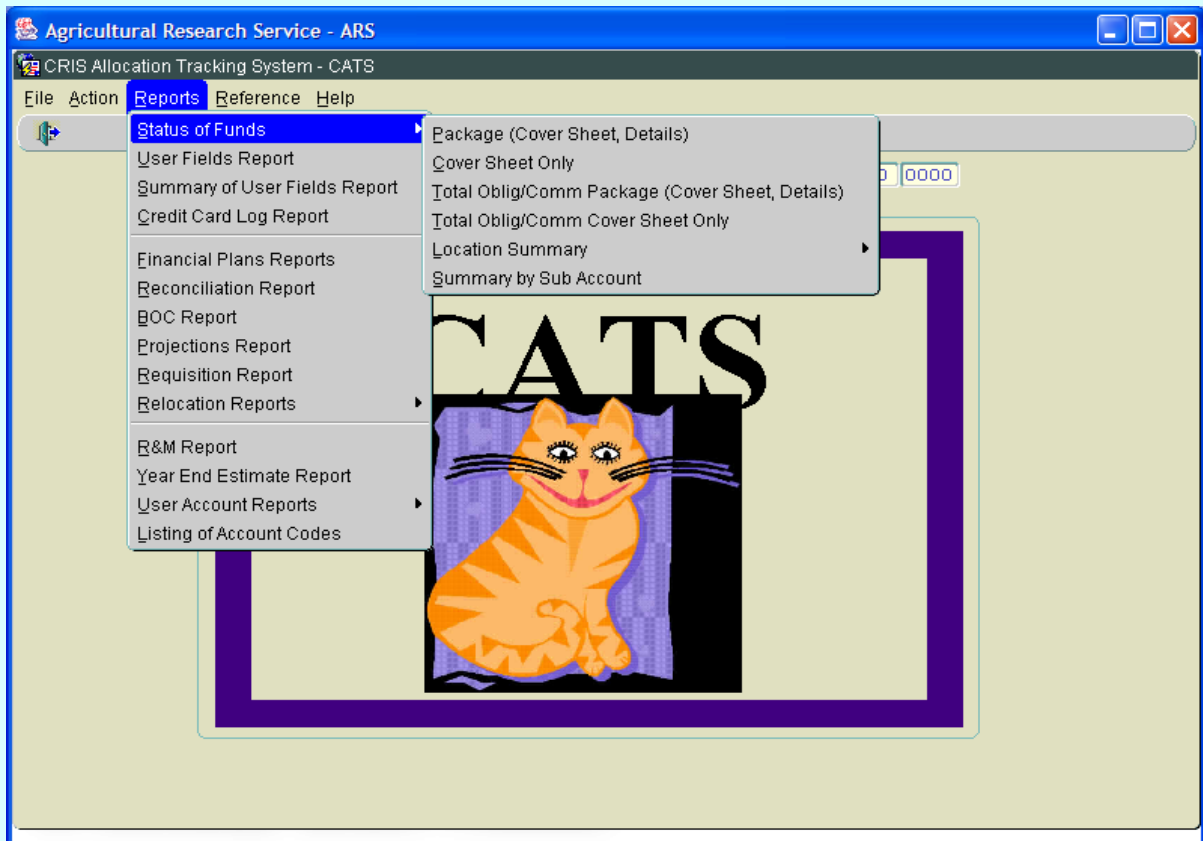 Agricultural Research Service - ARS
CRIS Allocation Tracking System - CATS
File Action Reports Reference Help
0000
Status of Funds
User Fields Report
Summary of User Fields Report
Credit Card Log Report
Financial Plans Reports
Reconciliation Report
BOC Report
Projections Report
Requisition Report
Relocation Reports
R&M Report
Year End Estimate Report
User Account Reports
Listing of Account Codes
Package (Cover Sheet, Details)
Cover Sheet Only
Total Oblig/Comm Package (Cover Sheet, Details)
Total Oblig/Comm Cover Sheet Only
Location Summary
Summary by Sub Account
CATS